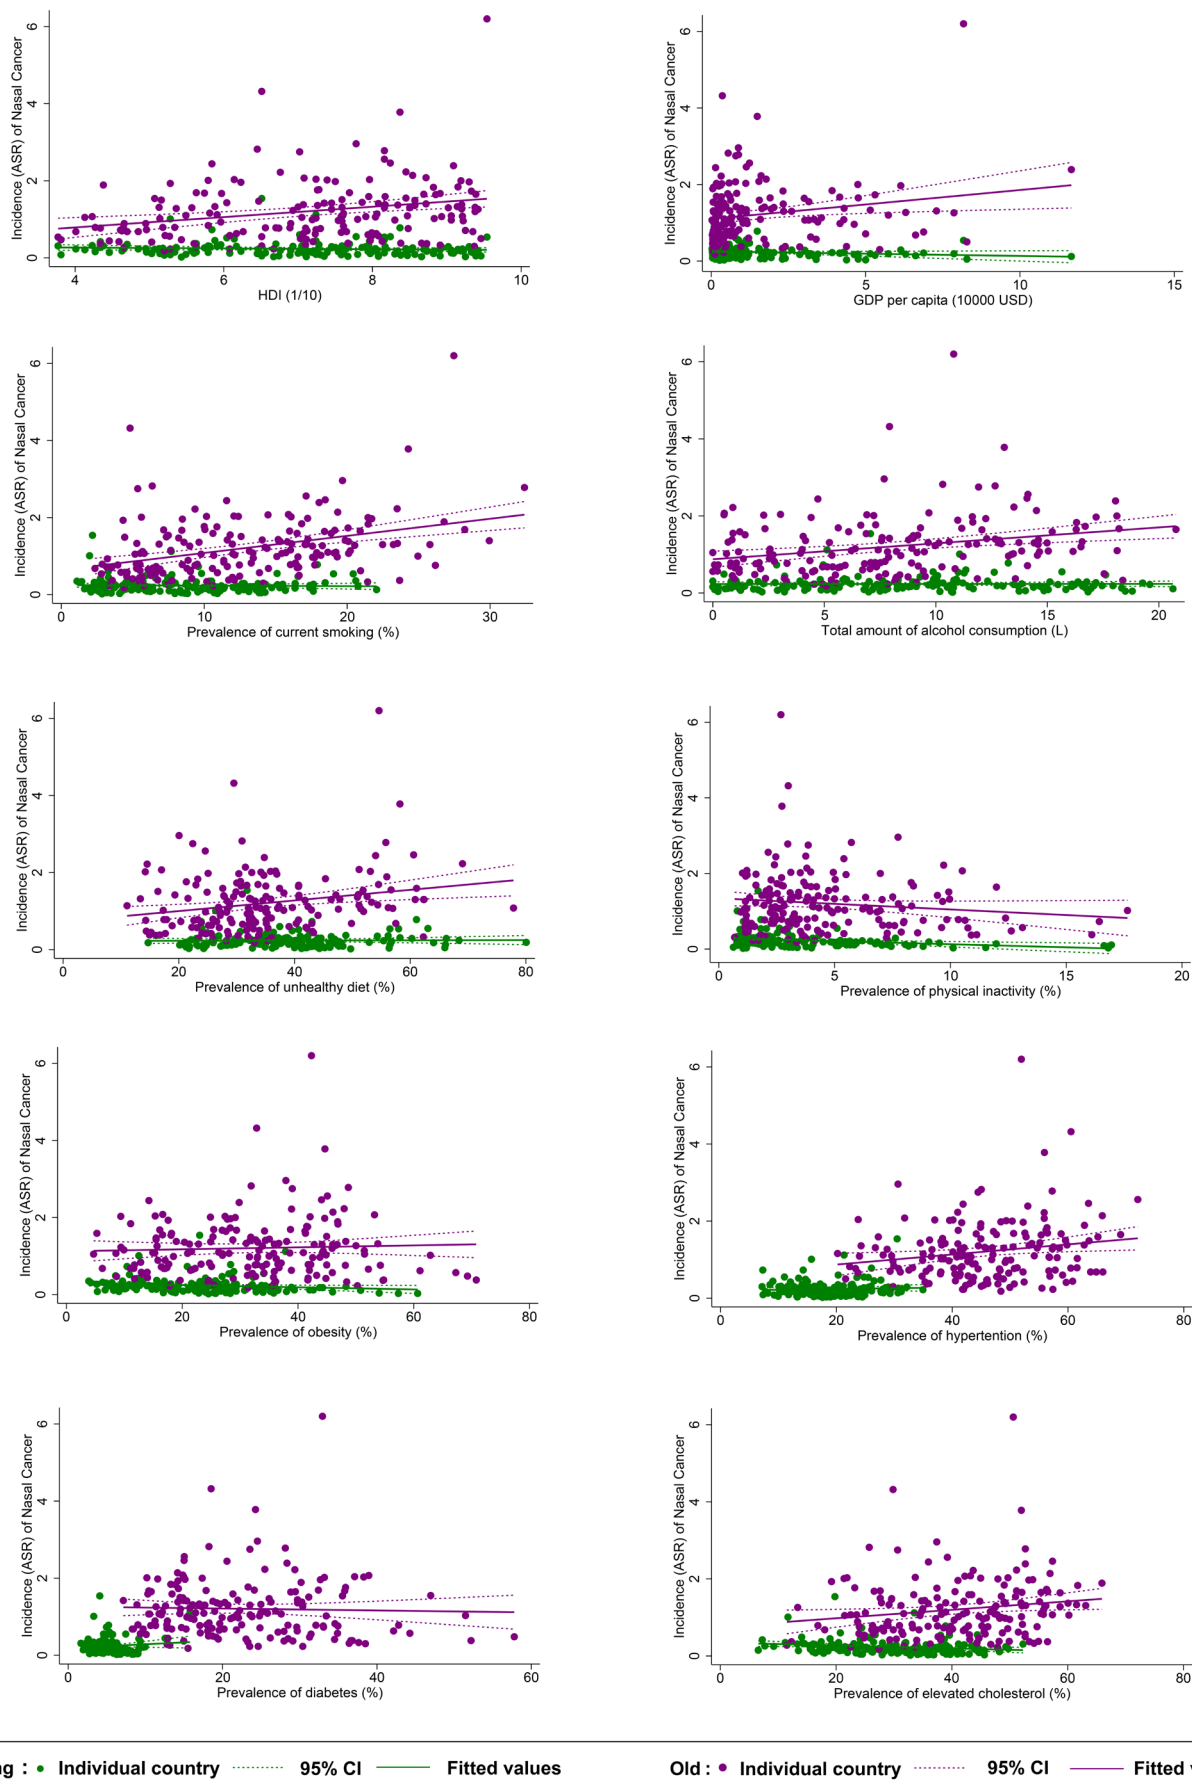 Incidence (ASR) of Nasal Cancer
6
4
2
0
4 6 8 10
HDI (1/10)
Incidence (ASR) of Nasal Cancer
6
4
2
0
0 5 10 15
GDP per capita (10000 USD)
Incidence (ASR) of Nasal Cancer
6
4
2
0
0 10 20 30
Prevalence of current smoking (%)
Incidence (ASR) of Nasal Cancer
6
4
2
0
0 5 10 15 20
Total amount of alcohol consumption (L)
Incidence (ASR) of Nasal Cancer
6
4
2
0
0 20 40 60 80
Prevalence of unhealthy diet (%)
Incidence (ASR) of Nasal Cancer
6
4
2
0
0 5 10 15 20
Prevalence of physical inactivity (%)
Incidence (ASR) of Nasal Cancer
6
4
2
0
0 20 40 60 80
Prevalence of obesity (%)
Incidence (ASR) of Nasal Cancer
6
4
2
0
0 20 40 60 80
Prevalence of hypertention (%)
Incidence (ASR) of Nasal Cancer
6
4
2
0
0 20 40 60
Prevalence of diabetes (%)
Incidence (ASR) of Nasal Cancer
6
4
2
0
0 20 40 60 80
Prevalence of elevated cholesterol (%)
ng : Individual country 95% CI Fitted values Old : Individual country 95% CI Fitted